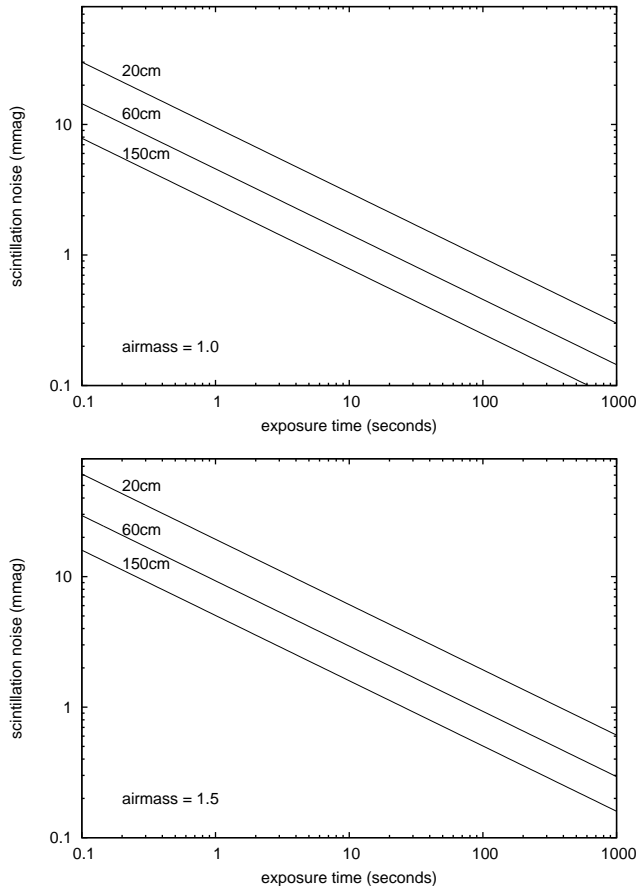 20cm
60cm
150cm
10
1
0.1
scintillation noise (mmag)
airmass = 1.0
0.1 1 10 100 1000
exposure time (seconds)
20cm
60cm
150cm
10
1
0.1
scintillation noise (mmag)
airmass = 1.5
0.1 1 10 100 1000
exposure time (seconds)